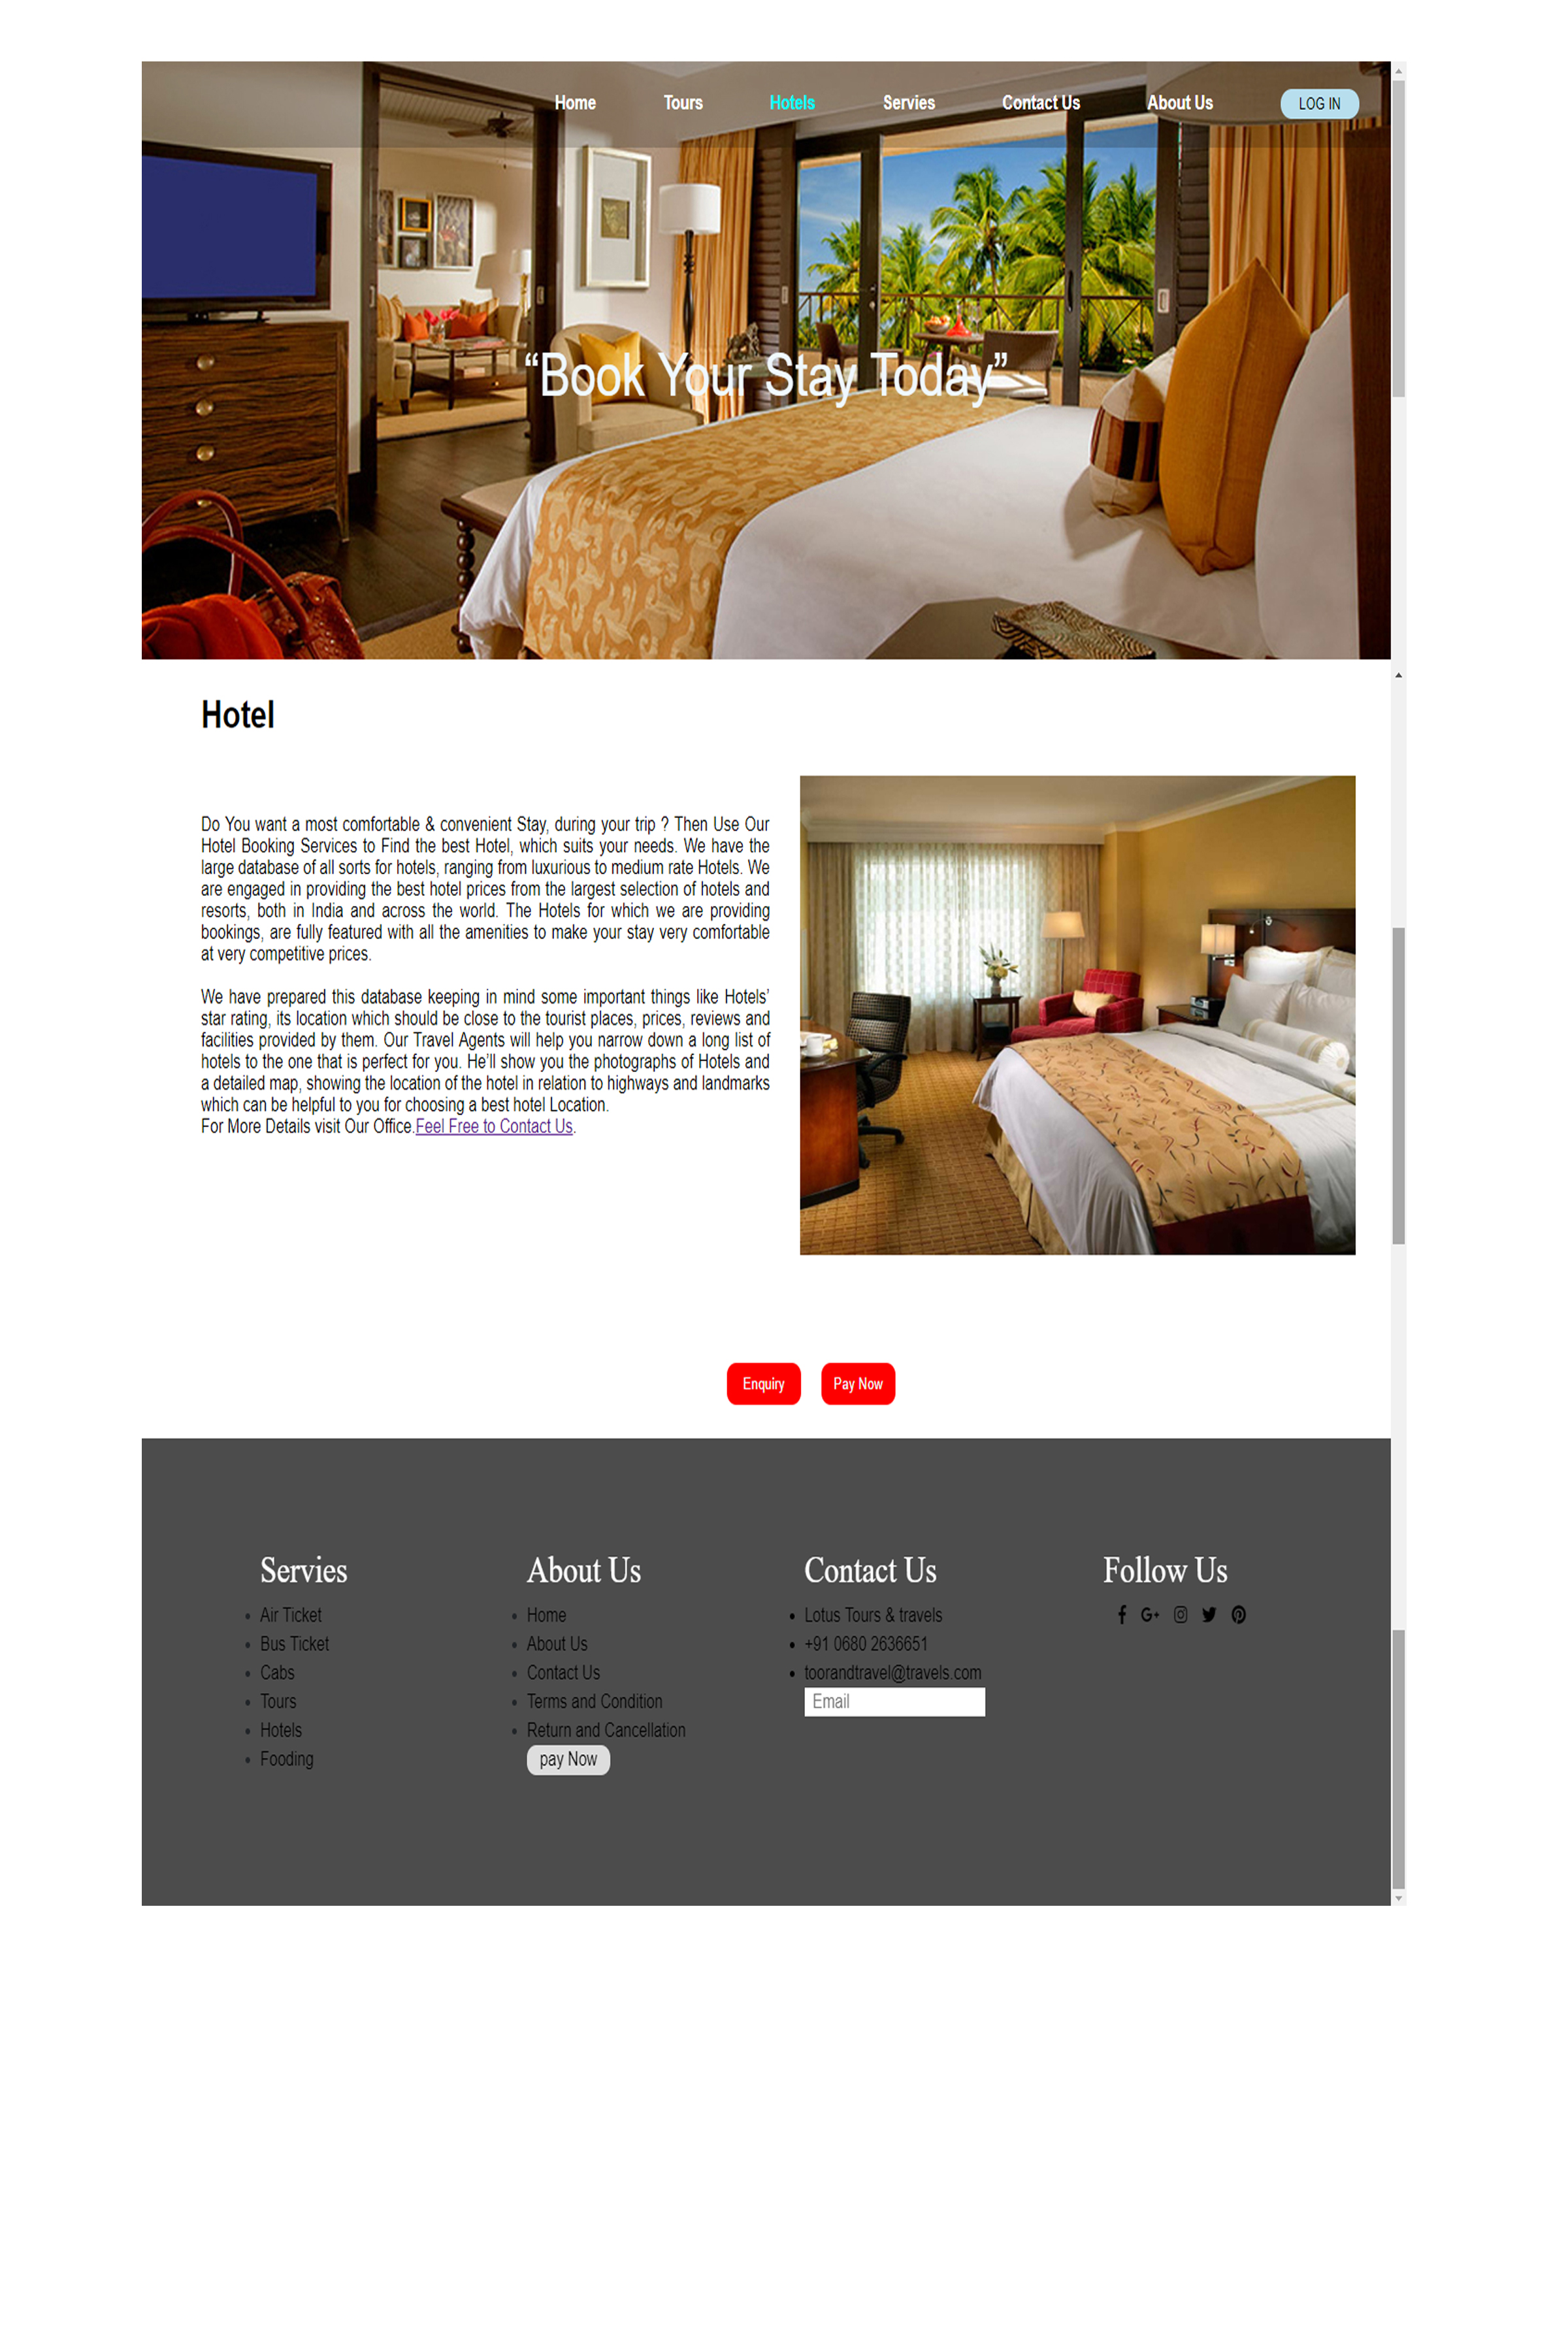 Home Tours Hotels Servies Contact Us About Us LOG IN
“Book Your Stay Today”
Hotel
Do You want a most comfortable & convenient Stay, during your trip ? Then Use Our
Hotel Booking Services to Find the best Hotel, which suits your needs. We have the
large database of all sorts for hotels, ranging from luxurious to medium rate Hotels. We
are engaged in providing the best hotel prices from the largest selection of hotels and
resorts, both in India and across the world. The Hotels for which we are providing
bookings, are fully featured with all the amenities to make your stay very comfortable
at very competitive prices.
We have prepared this database keeping in mind some important things like Hotels’
star rating, its location which should be close to the tourist places, prices, reviews and
facilities provided by them. Our Travel Agents will help you narrow down a long list of
hotels to the one that is perfect for you. He’ll show you the photographs of Hotels and
a detailed map, showing the location of the hotel in relation to highways and landmarks
which can be helpful to you for choosing a best hotel Location.
For More Details visit Our Office.Feel Free to Contact Us.
Enquiry Pay Now
Servies
Air Ticket
Bus Ticket
Cabs
Tours
Hotels
Fooding
About Us
Home
About Us
Contact Us
Terms and Condition
Return and Cancellation
pay Now
Contact Us
Lotus Tours & travels
+91 0680 2636651
toorandtravel@travels.com
Email
Follow Us